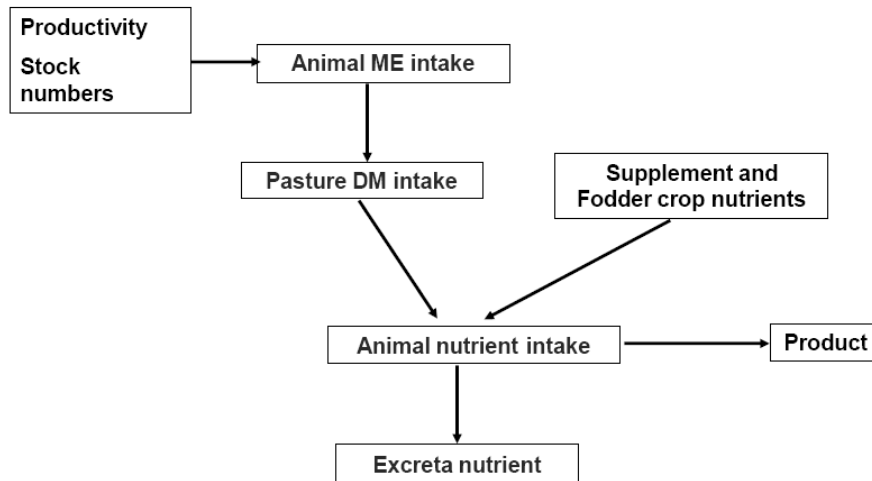 Productivity
Stock
numbers
Animal ME intake
Pasture DM intake
Supplement and
Fodder crop nutrients
Animal nutrient intake
Product
Excreta nutrient